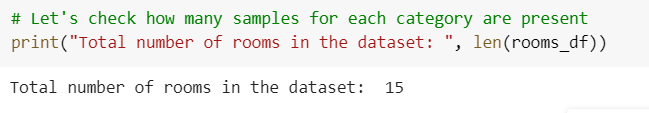 # Let's check how many samples for each category are present
print("Total number of rooms in the dataset: ", len(rooms_df))
Total number of rooms in the dataset:  15